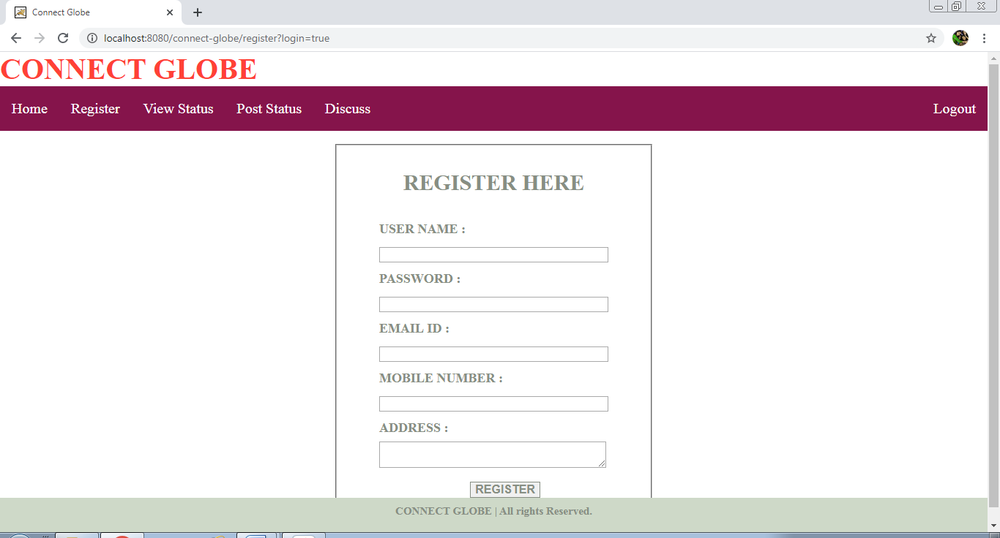 Connect Globe
localhost:8080/connect-globe/register?login=true
CONNECT GLOBE
Home Register View Status Post Status Discuss Logout
REGISTER HERE
USER NAME :
PASSWORD :
EMAIL ID :
MOBILE NUMBER :
ADDRESS :
REGISTER
CONNECT GLOBE | All rights Reserved.